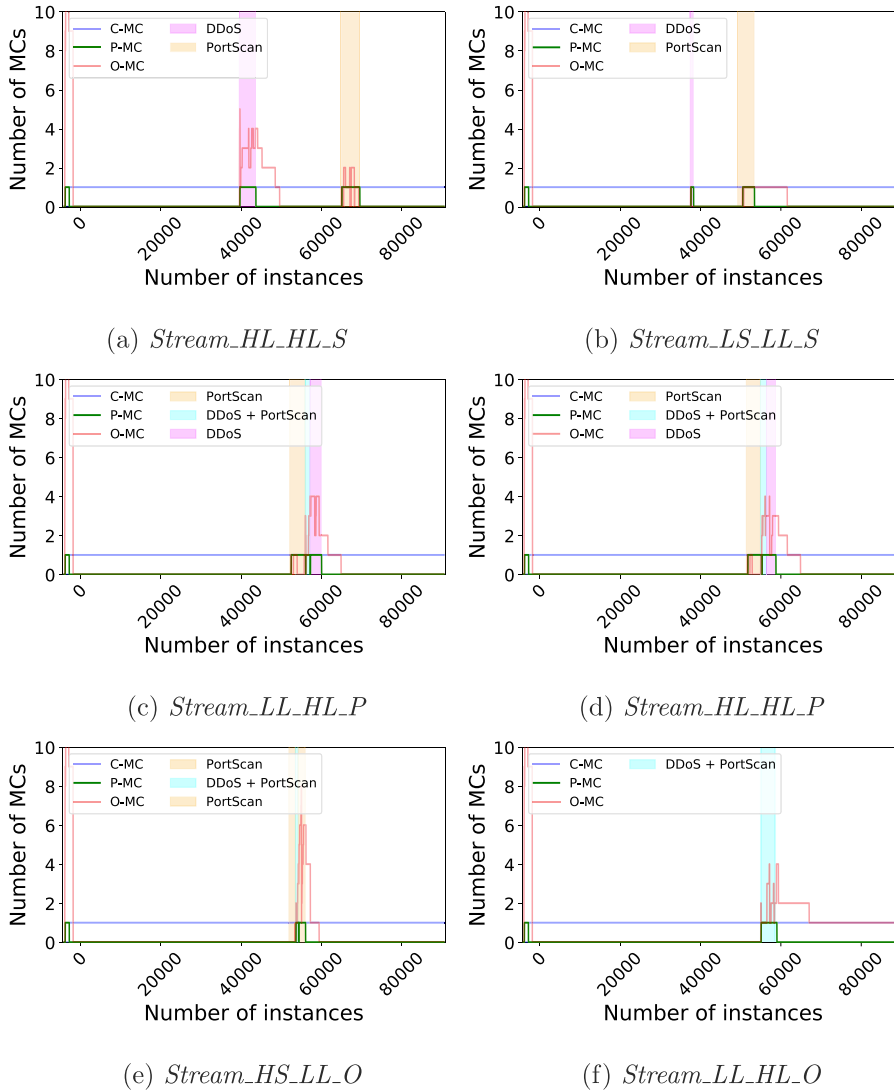 10
8
6
4
2
0
Number of MCs
C-MC
P-MC
O-MC
DDoS
PortScan
0
20000
40000
60000
80000
Number of instances
(a) Stream_HL_HL_S
10
8
6
4
2
0
Number of MCs
C-MC
P-MC
O-MC
DDoS
PortScan
0
20000
40000
60000
80000
Number of instances
(b) Stream_LS_LL_S
10
8
6
4
2
0
Number of MCs
C-MC
P-MC
O-MC
PortScan
DDoS + PortScan
DDoS
0
20000
40000
60000
80000
Number of instances
(c) Stream_LL_HL_P
10
8
6
4
2
0
Number of MCs
C-MC
P-MC
O-MC
PortScan
DDoS + PortScan
DDoS
0
20000
40000
60000
80000
Number of instances
(d) Stream_HL_HL_P
10
8
6
4
2
0
Number of MCs
C-MC
P-MC
O-MC
PortScan
DDoS + PortScan
PortScan
0
20000
40000
60000
80000
Number of instances
(e) Stream_HS_LL_O
10
8
6
4
2
0
Number of MCs
C-MC
P-MC
O-MC
DDoS + PortScan
0
20000
40000
60000
80000
Number of instances
(f) Stream_LL_HL_O